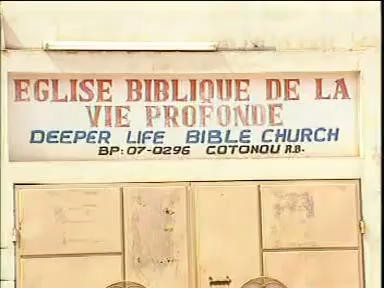 EGLISE BIBLIQUE DE LA
VIE PROFONDE
DEEPER LIFE BIBLE CHURCH
BP: 07-0296 COTONOU R.B.